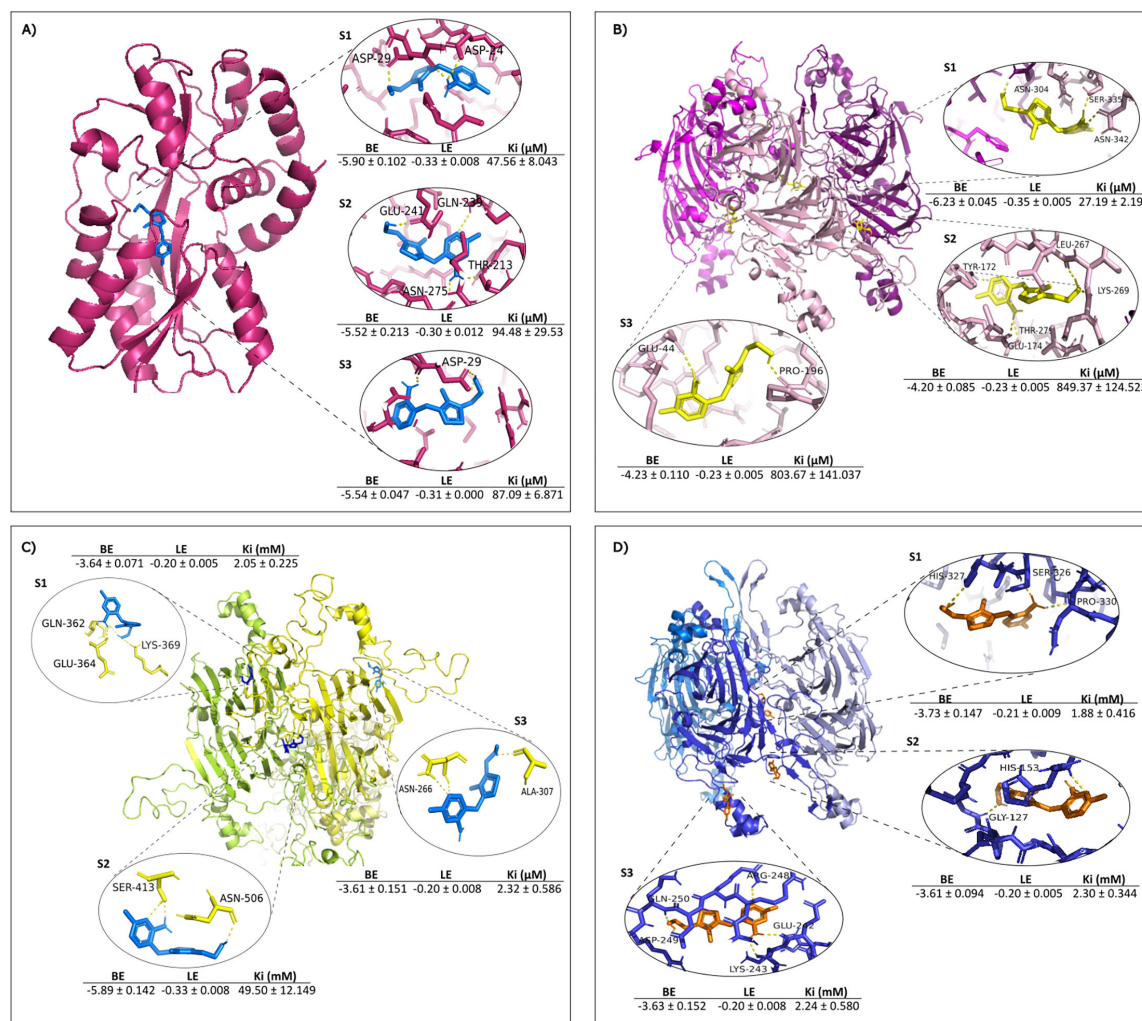 A)
S1
ASP-29 ASP-24
BE LE Ki (μM)
-5.90 ± 0.102 -0.33 ± 0.008 47.56 ± 8.043
S2
GLN-239
GLU-241
THR-213
ASN-275
BE LE Ki (μM)
-5.52 ± 0.213 -0.30 ± 0.012 94.48 ± 29.53
S3
ASP-29
BE LE Ki (μM)
-5.54 ± 0.047 -0.31 ± 0.000 87.09 ± 6.871
B)
S1
ASN-304
SER-335
ASN-342
BE LE Ki (μM)
-6.23 ± 0.045 -0.35 ± 0.005 27.19 ± 2.19
S2
LEU-267
TYR-172
LYS-269
THR-275
GLU-174
BE LE Ki (μM)
-4.20 ± 0.085 -0.23 ± 0.005 849.37 ± 124.523
S3
GLU-44
PRO-196
BE LE Ki (μM)
-4.23 ± 0.110 -0.23 ± 0.005 803.67 ± 141.037
C)
BE LE Ki (mM)
-3.64 ± 0.071 -0.20 ± 0.005 2.05 ± 0.225
S1
GLN-362
LYS-369
GLU-364
S3
ASN-266
ALA-307
BE LE Ki (μM)
-3.61 ± 0.151 -0.20 ± 0.008 2.32 ± 0.586
S2
SER-413
ASN-506
BE LE Ki (mM)
-5.89 ± 0.142 -0.33 ± 0.008 49.50 ± 12.149
D)
S1
HIS-327 SER-326
PRO-330
BE LE Ki (mM)
-3.73 ± 0.147 -0.21 ± 0.009 1.88 ± 0.416
S2
HIS-153
GLY-127
BE LE Ki (mM)
-3.61 ± 0.094 -0.20 ± 0.005 2.30 ± 0.344
S3
ARG-248
GLN-250
GLU-242
ASP-249
LYS-243
BE LE Ki (mM)
-3.63 ± 0.152 -0.20 ± 0.008 2.24 ± 0.580